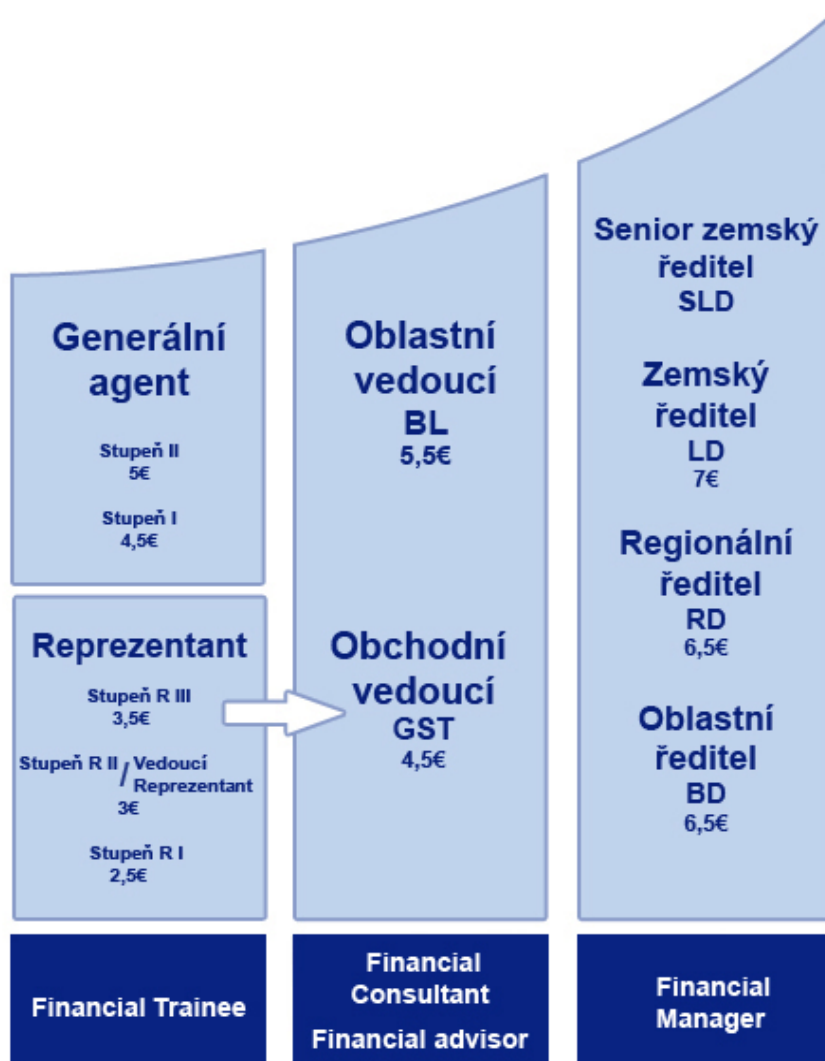 Generální
agent
Stupeň II
5€
Stupeň I
4,5€
Reprezentant
Stupeň R III
3,5€
Stupeň R II / Vedoucí
Reprezentant
3€
Stupeň R I
2,5€
Financial Trainee
Oblastní
vedoucí
BL
5,5€
Obchodní
vedoucí
GST
4,5€
Financial
Consultant
Financial advisor
Senior zemský
ředitel
SLD
Zemský
ředitel
LD
7€
Regionální
ředitel
RD
6,5€
Oblastní
ředitel
BD
6,5€
Financial
Manager